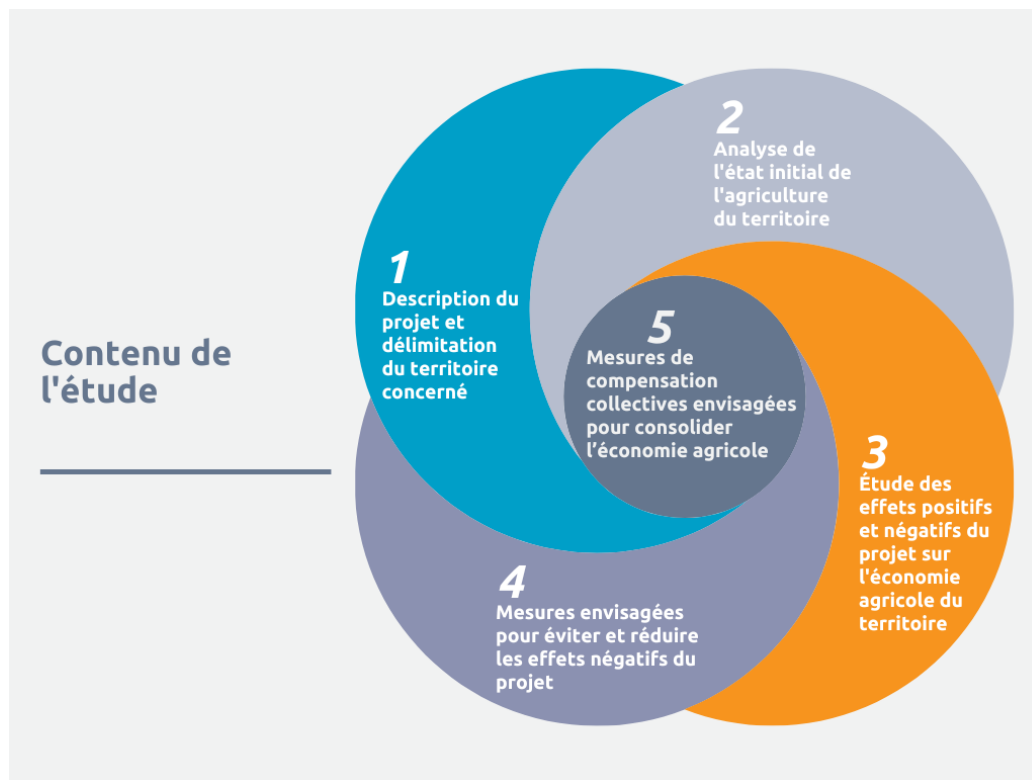 Contenu de
l'étude
1
Description du
projet et
délimitation
du territoire
concerné
2
Analyse de
l'état initial de
l'agriculture
du territoire
3
Étude des
effets positifs
et négatifs du
projet sur
l'économie
agricole du
territoire
4
Mesures envisagées
pour éviter et réduire
les effets négatifs du
projet
5
Mesures de
compensation
collectives envisagées
pour consolider
l’économie agricole